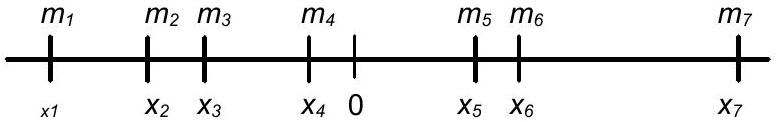 m₁ m₂ m₃ m₄ m₅ m₆ m₇
x1 x₂ x₃ x₄ 0 x₅ x₆ x₇